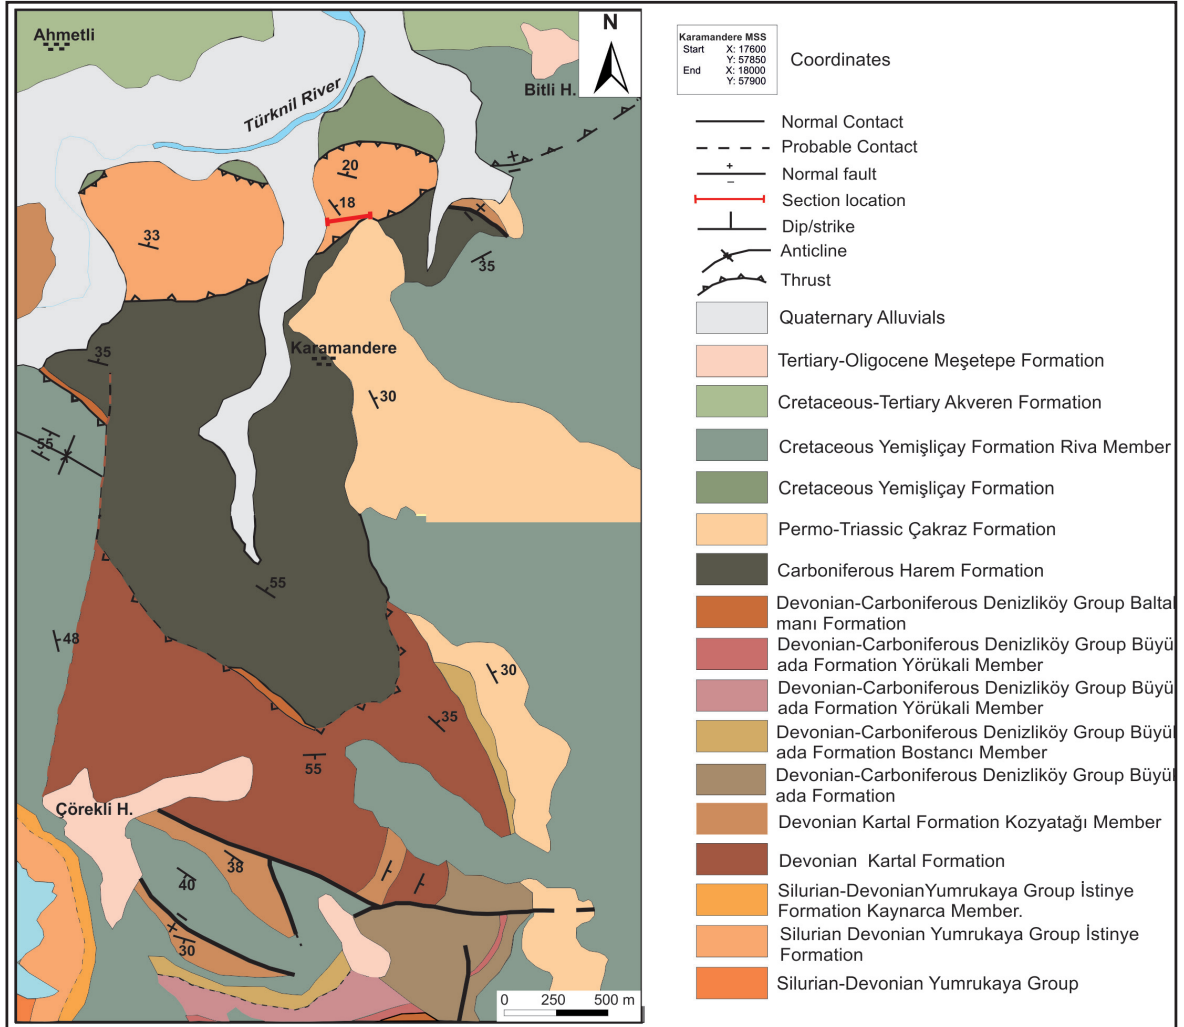 Ahmetli
N
Bitli H.
Türknil River
20
18
33
35
35
Karamandere
30
55
55
48
30
35
55
Çörekli H.
38
40
30
0 250 500 m
Karamandere MSS
Start X: 17600
Y: 57850
End X: 18000
Y: 57900
Coordinates
Normal Contact
Probable Contact
+
Normal fault
–
Section location
Dip/strike
Anticline
Thrust
Quaternary Alluvials
Tertiary-Oligocene Meşetepe Formation
Cretaceous-Tertiary Akveren Formation
Cretaceous Yemişliçay Formation Riva Member
Cretaceous Yemişliçay Formation
Permo-Triassic Çakraz Formation
Carboniferous Harem Formation
Devonian-Carboniferous Denizliköy Group Baltal
manı Formation
Devonian-Carboniferous Denizliköy Group Büyü
ada Formation Yörükali Member
Devonian-Carboniferous Denizliköy Group Büyü
ada Formation Yörükali Member
Devonian-Carboniferous Denizliköy Group Büyül
ada Formation Bostancı Member
Devonian-Carboniferous Denizliköy Group Büyül
ada Formation
Devonian Kartal Formation Kozyatağı Member
Devonian Kartal Formation
Silurian-DevonianYumrukaya Group İstinye
Formation Kaynarca Member.
Silurian Devonian Yumrukaya Group İstinye
Formation
Silurian-Devonian Yumrukaya Group